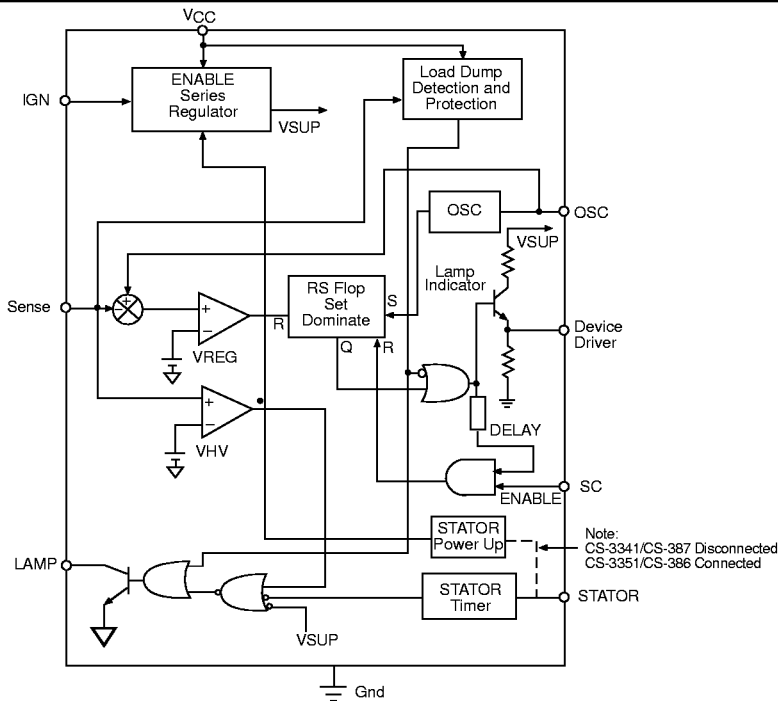 VCC
ENABLE
Series
Regulator
Load Dump
Detection and
Protection
IGN
VSUP
OSC
OSC
VSUP
Lamp
Indicator
Sense
+
−
+
−
RS Flop
Set
Dominate
S
R
Q
R
VREG
Device
Driver
+
−
VHV
DELAY
ENABLE
SC
STATOR
Power Up
Note:
CS-3341/CS-387 Disconnected
CS-3351/CS-386 Connected
LAMP
STATOR
Timer
STATOR
VSUP
Gnd